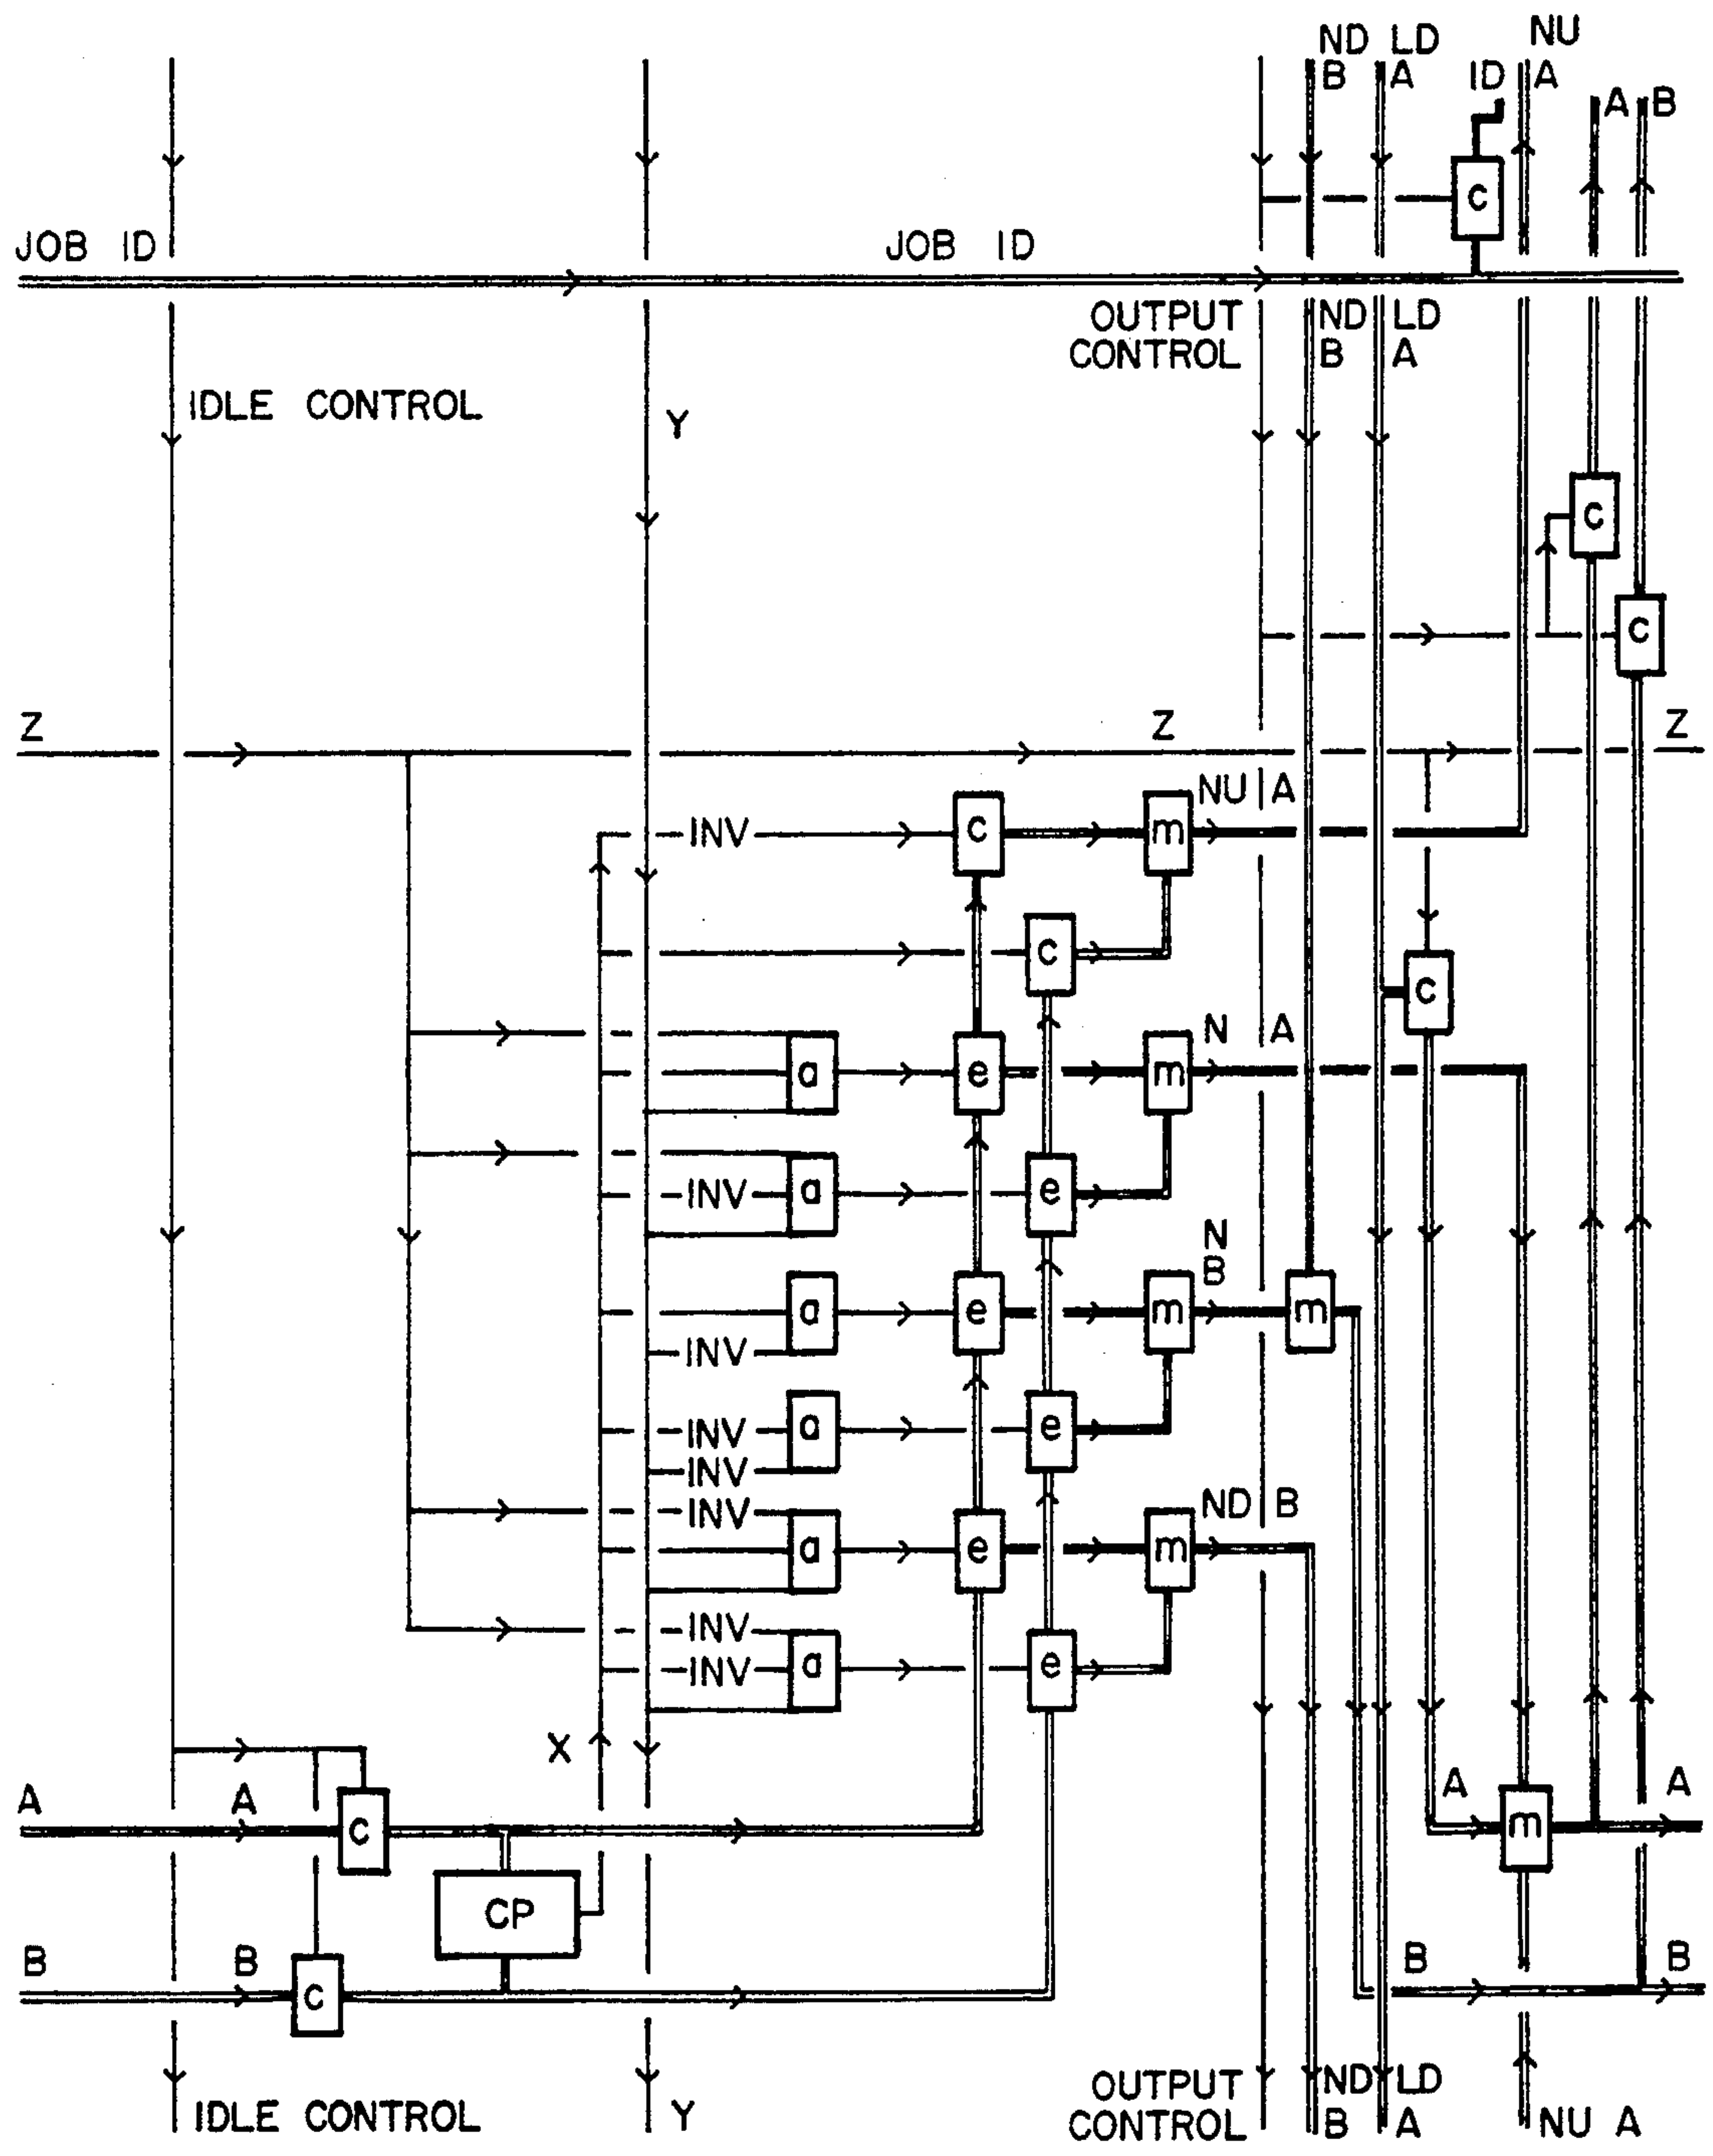 ND LD NU
B A ID A
A B
c
JOB ID JOB ID
OUTPUT ND LD
CONTROL B A
IDLE CONTROL
Y
c
c
Z Z Z
NU A
INV c m
c
c
N A
a e m
INV a e
N
B
a e m m
INV
INV a e
INV
ND B
INV
a e m
INV
INV a e
X
A A A A
c m
CP
B B B B
c
OUTPUT ND LD
IDLE CONTROL Y CONTROL B A NU A